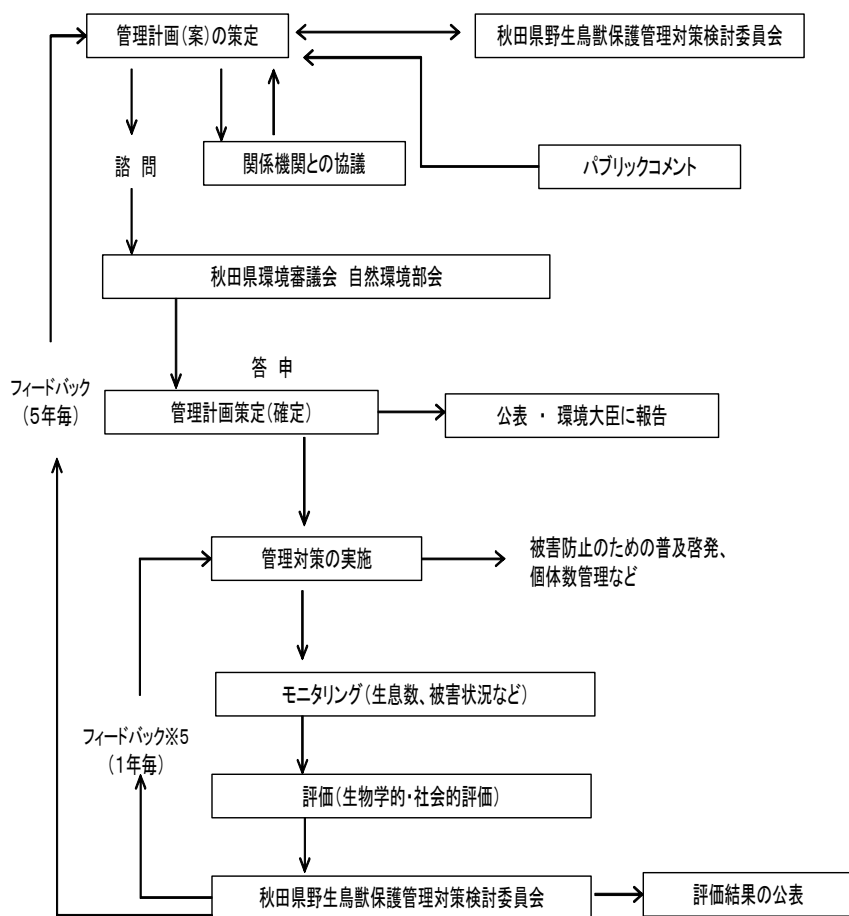 管理計画(案)の策定
秋田県野生鳥獣保護管理対策検討委員会
関係機関との協議
パブリックコメント
諮 問
秋田県環境審議会 自然環境部会
答 申
フィードバック
(5年毎)
管理計画策定(確定)
公表 ・ 環境大臣に報告
管理対策の実施
被害防止のための普及啓発、
個体数管理など
モニタリング(生息数、被害状況など)
フィードバック※5
(1年毎)
評価(生物学的・社会的評価)
秋田県野生鳥獣保護管理対策検討委員会
評価結果の公表